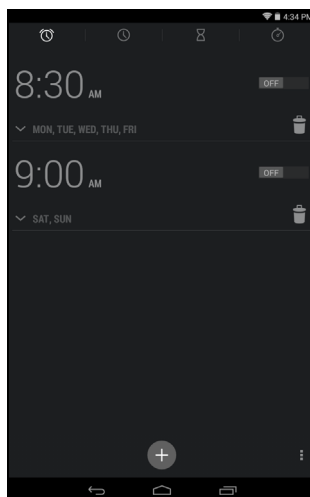 4:34 PM
8:30 AM
OFF
MON, TUE, WED, THU, FRI
9:00 AM
OFF
SAT, SUN